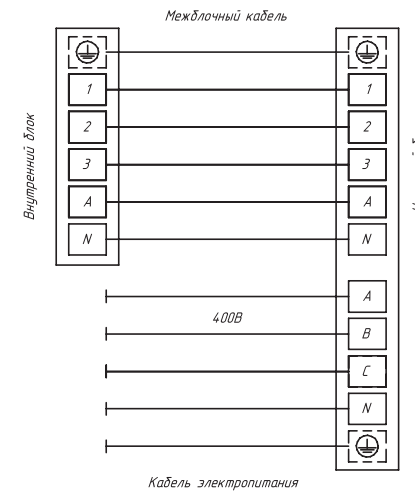 Межблочный кабель
Внутренний блок
1 1
2 2
3 3
A A
N N
A
400В
B
C
N
Кабель электропитания